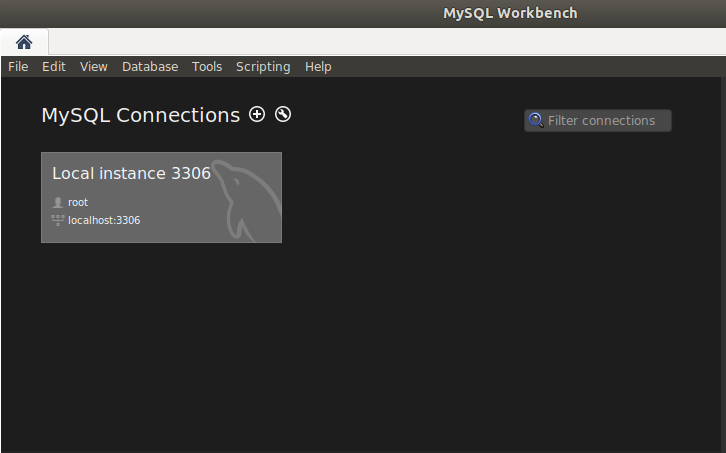 MySQL Workbench
File Edit View Database Tools Scripting Help
MySQL Connections
Filter connections
Local instance 3306
root
localhost:3306